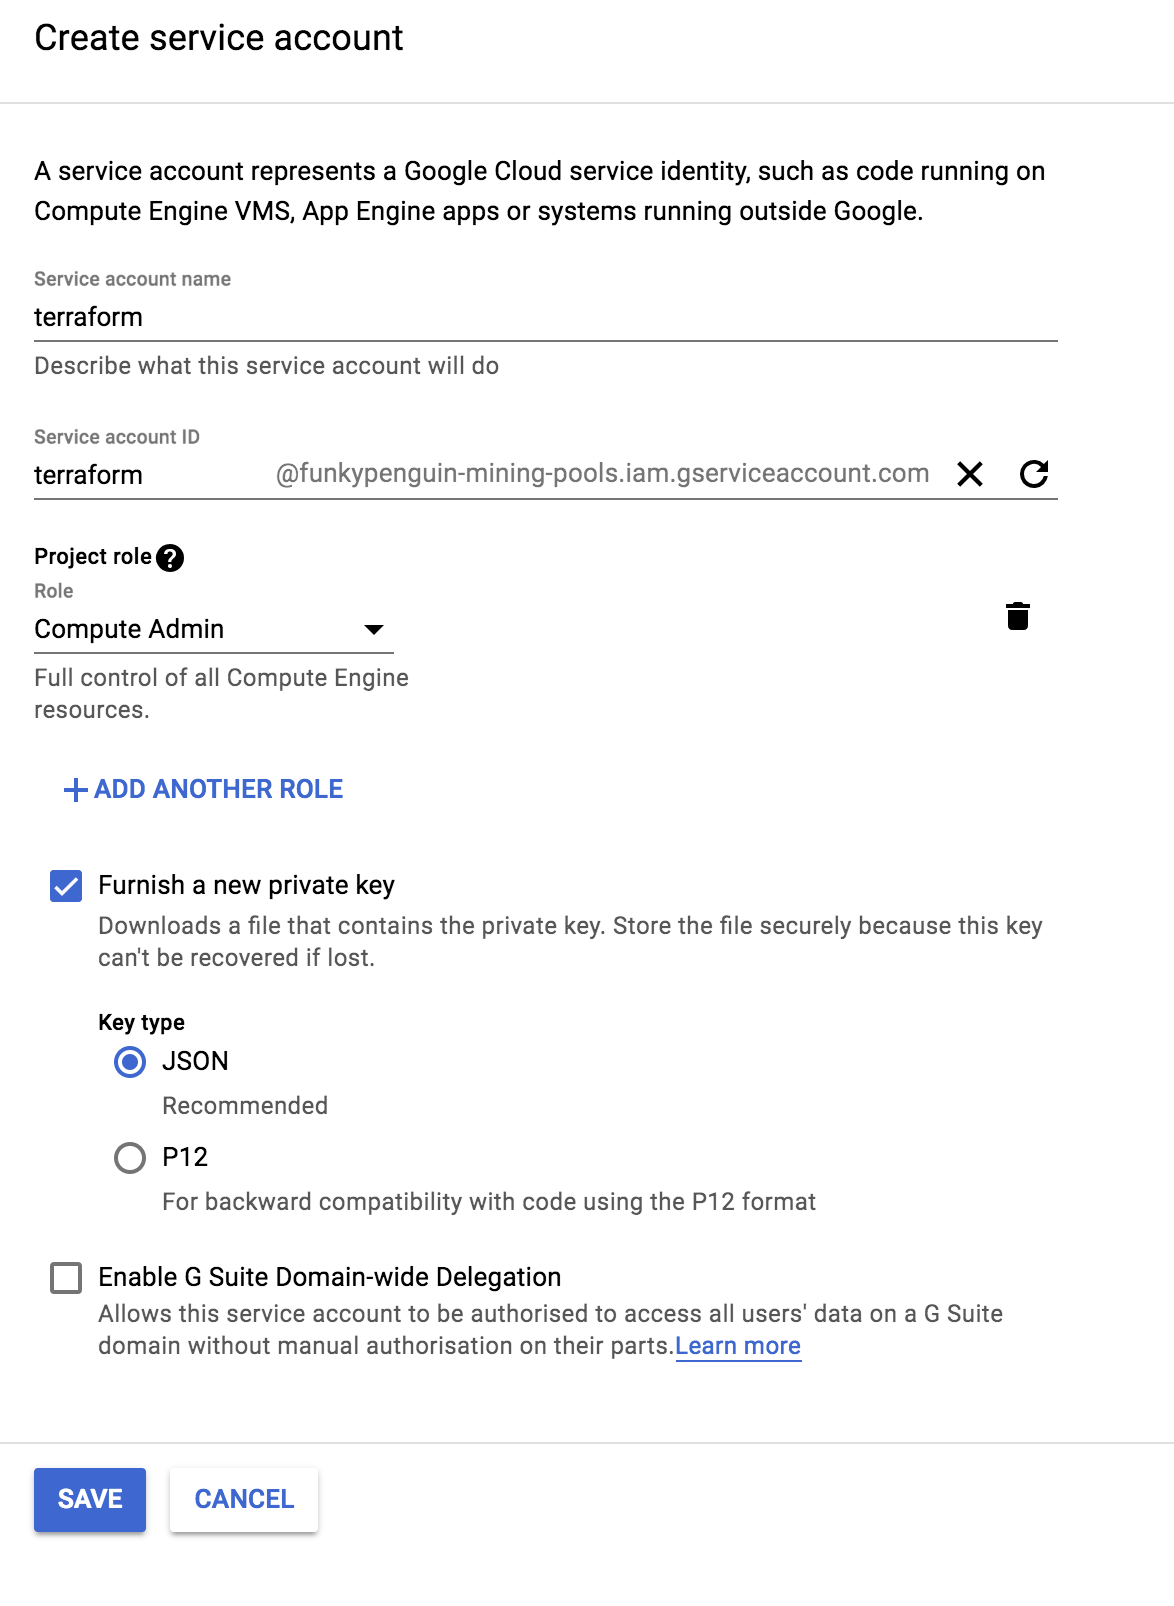 Create service account
A service account represents a Google Cloud service identity, such as code running on
Compute Engine VMS, App Engine apps or systems running outside Google.
Service account name
terraform
Describe what this service account will do
Service account ID
terraform @funkypenguin-mining-pools.iam.gserviceaccount.com
Project role ?
Role
Compute Admin
Full control of all Compute Engine
resources.
+ ADD ANOTHER ROLE
Furnish a new private key
Downloads a file that contains the private key. Store the file securely because this key
can't be recovered if lost.
Key type
JSON
Recommended
P12
For backward compatibility with code using the P12 format
Enable G Suite Domain-wide Delegation
Allows this service account to be authorised to access all users' data on a G Suite
domain without manual authorisation on their parts.Learn more
SAVE CANCEL